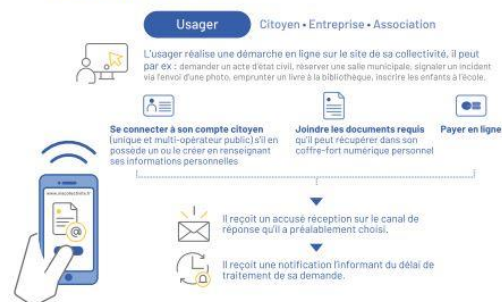 Usager
Citoyen • Entreprise • Association
L'usager réalise une démarche en ligne sur le site de sa collectivité, il peut
par ex : demander un acte d'état civil, réserver une salle municipale, signaler un incident
via l'envoi d'une photo, emprunter un livre à la bibliothèque, inscrire les enfants à l'école.
Se connecter à son compte citoyen
(unique et multi-opérateur public) s'il en
possède un ou le créer en renseignant
ses informations personnelles
Joindre les documents requis
qu'il peut récupérer dans son
coffre-fort numérique personnel
Payer en ligne
www.macollectivite.fr
@
Il reçoit un accusé réception sur le canal de
réponse qu'il a préalablement choisi.
Il reçoit une notification l'informant du délai de
traitement de sa demande.